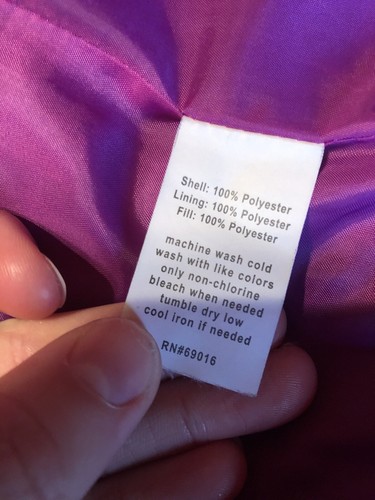 Shell: 100% Polyester
Lining: 100% Polyester
Fill: 100% Polyester
machine wash cold
wash with like colors
only non-chlorine
bleach when needed
tumble dry low
cool iron if needed
RN#69016